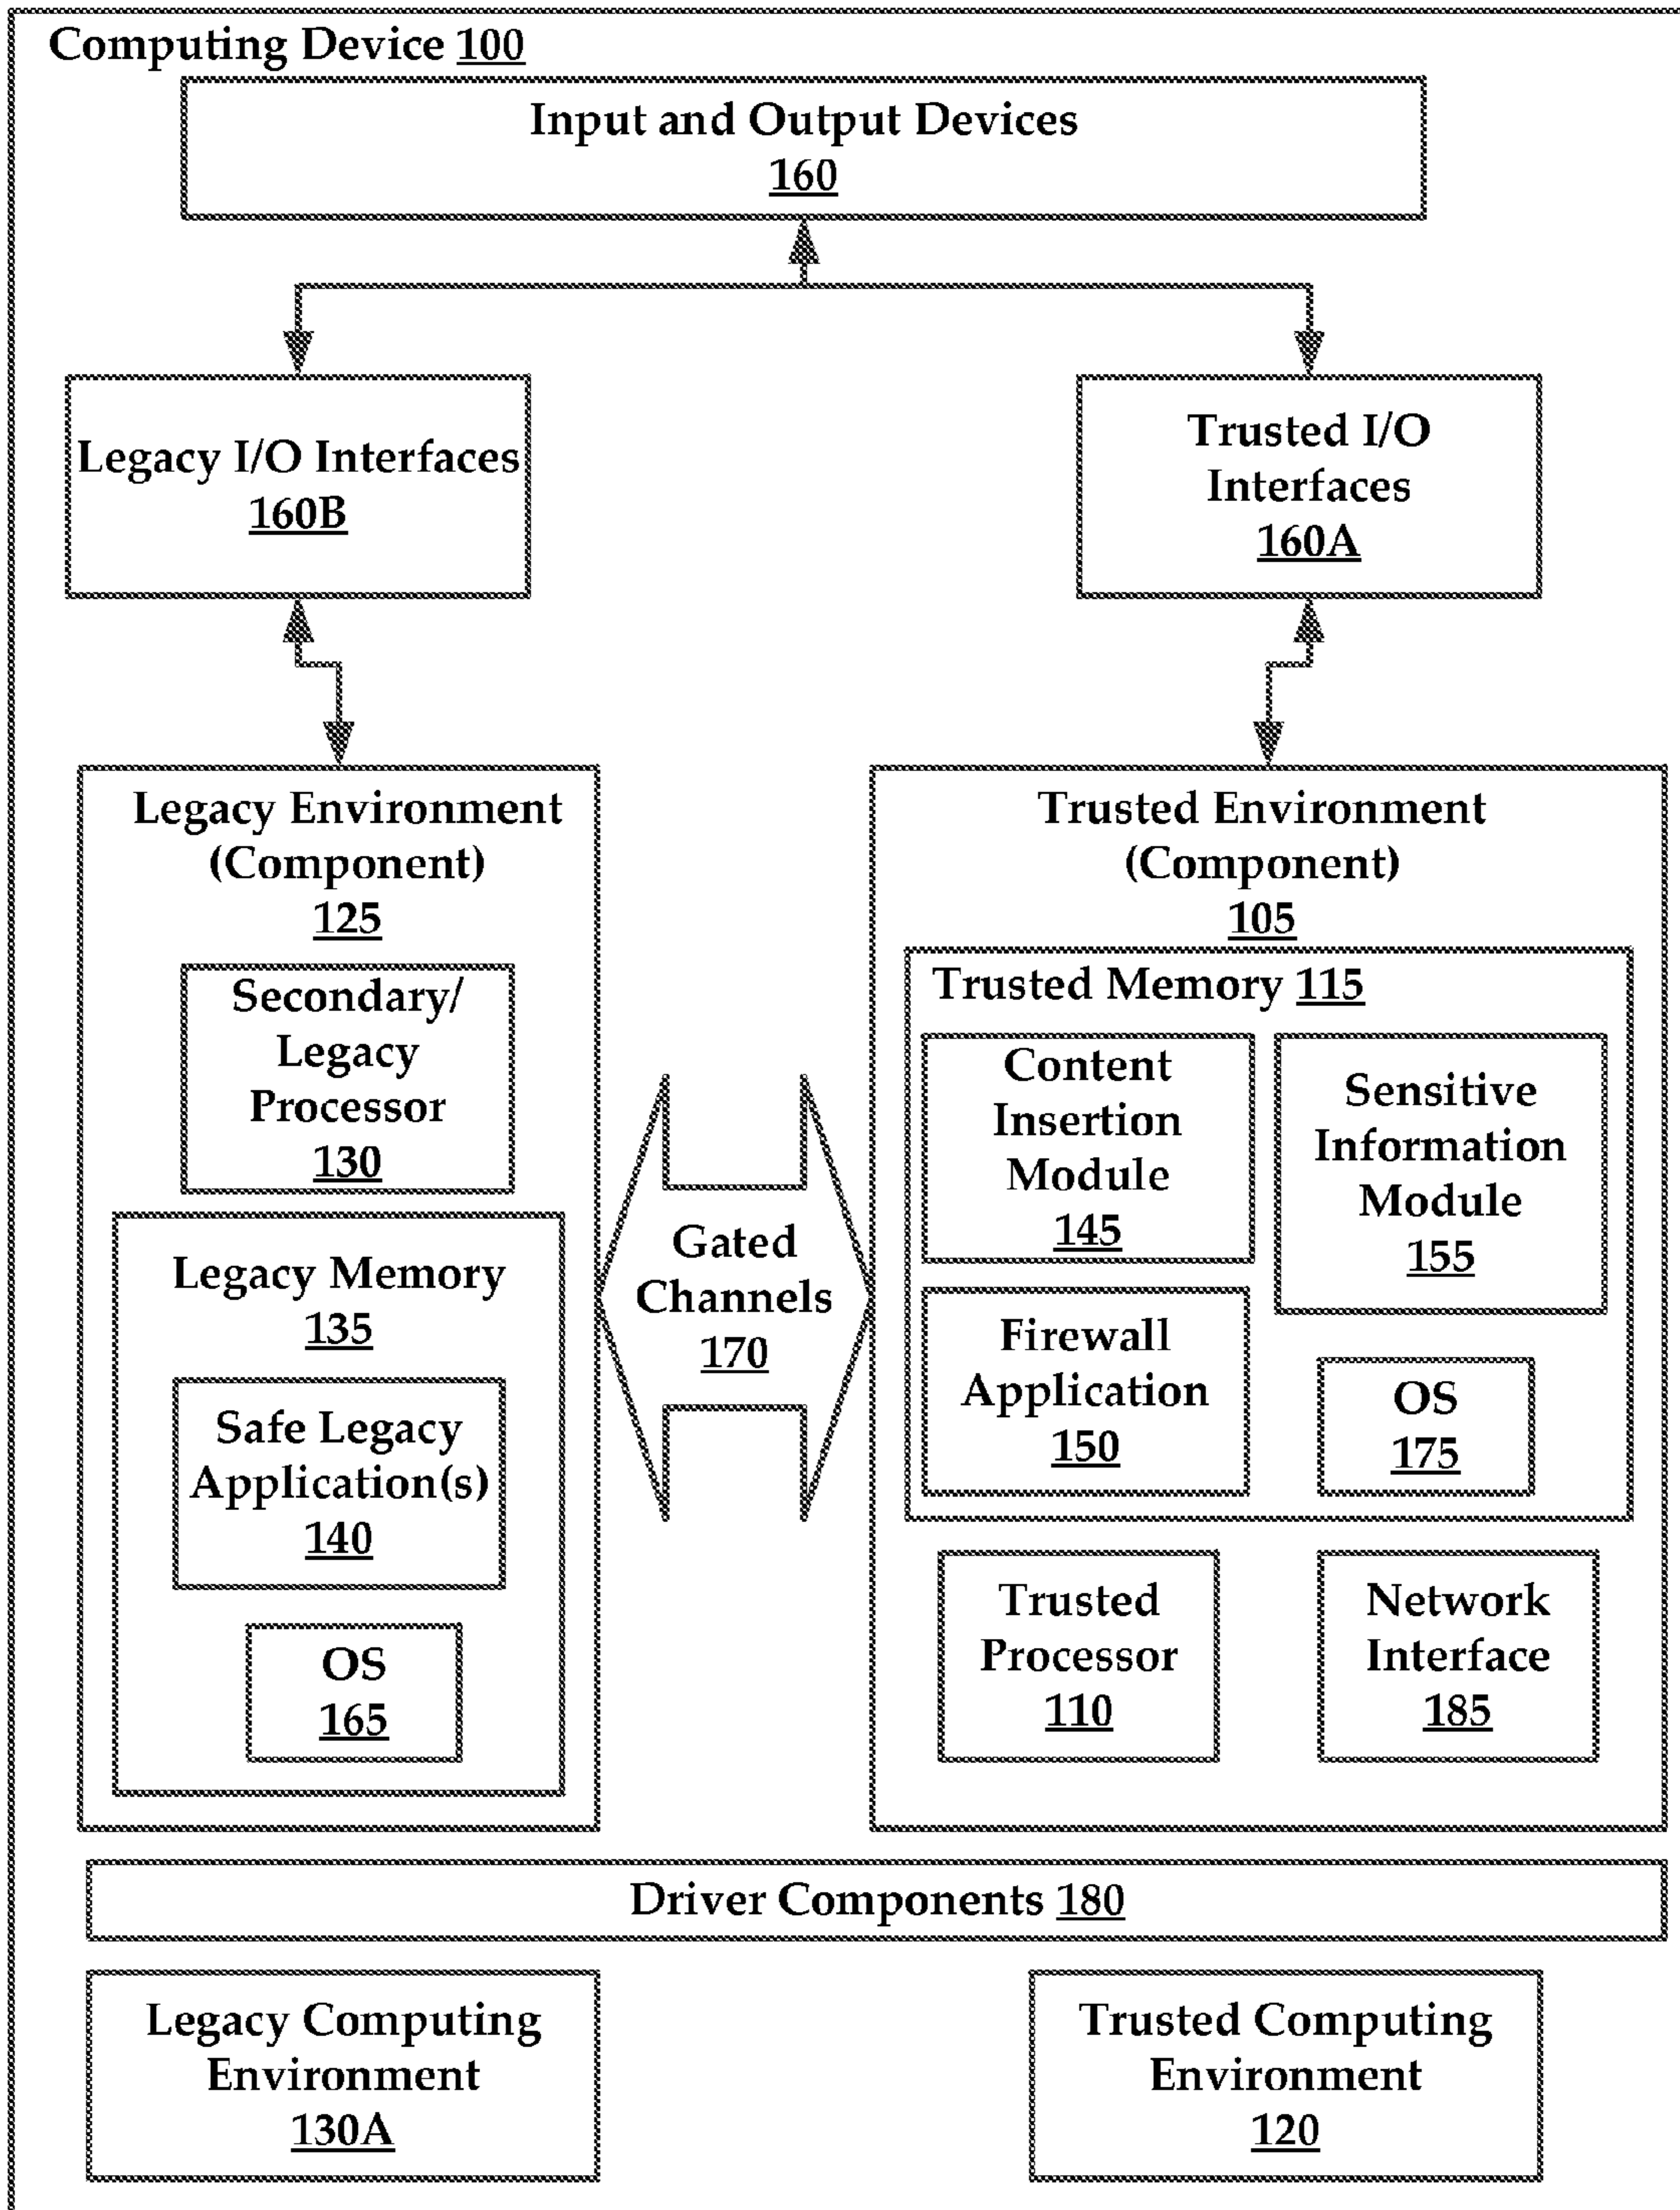 Computing Device 100
Input and Output Devices
160
Legacy I/O Interfaces
160B
Trusted I/O
Interfaces
160A
Legacy Environment
(Component)
125
Secondary/
Legacy
Processor
130
Legacy Memory
135
Safe Legacy
Application(s)
140
OS
165
Gated
Channels
170
Trusted Environment
(Component)
105
Trusted Memory 115
Content
Insertion
Module
145
Sensitive
Information
Module
155
Firewall
Application
150
OS
175
Trusted
Processor
110
Network
Interface
185
Driver Components 180
Legacy Computing
Environment
130A
Trusted Computing
Environment
120